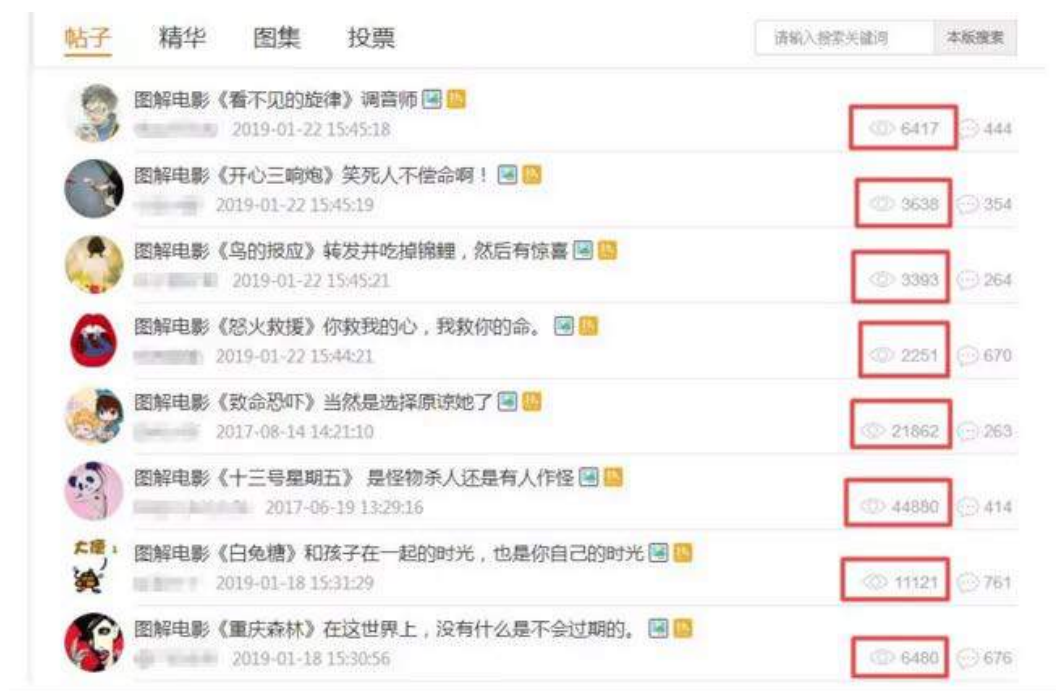 帖子 精华 图集 投票 请输入搜索关键词 本版搜索
图解电影《看不见的旋律》调音师 热
2019-01-22 15:45:18 6417 444
图解电影《开心三响炮》笑死人不偿命啊！ 热
2019-01-22 15:45:19 3638 354
图解电影《鸟的报应》转发并吃掉锦鲤，然后有惊喜 热
2019-01-22 15:45:21 3393 264
图解电影《怒火救援》你救我的心，我救你的命。 热
2019-01-22 15:44:21 2251 670
图解电影《致命恐吓》当然是选择原谅她了 热
2017-08-14 14:21:10 21862 263
图解电影《十三号星期五》 是怪物杀人还是有人作怪 热
2017-06-19 13:29:16 44880 414
大侵！
图解电影《白兔糖》和孩子在一起的时光，也是你自己的时光 热
2019-01-18 15:31:29 11121 761
图解电影《重庆森林》在这世界上，没有什么是不会过期的。 热
2019-01-18 15:30:56 6480 676